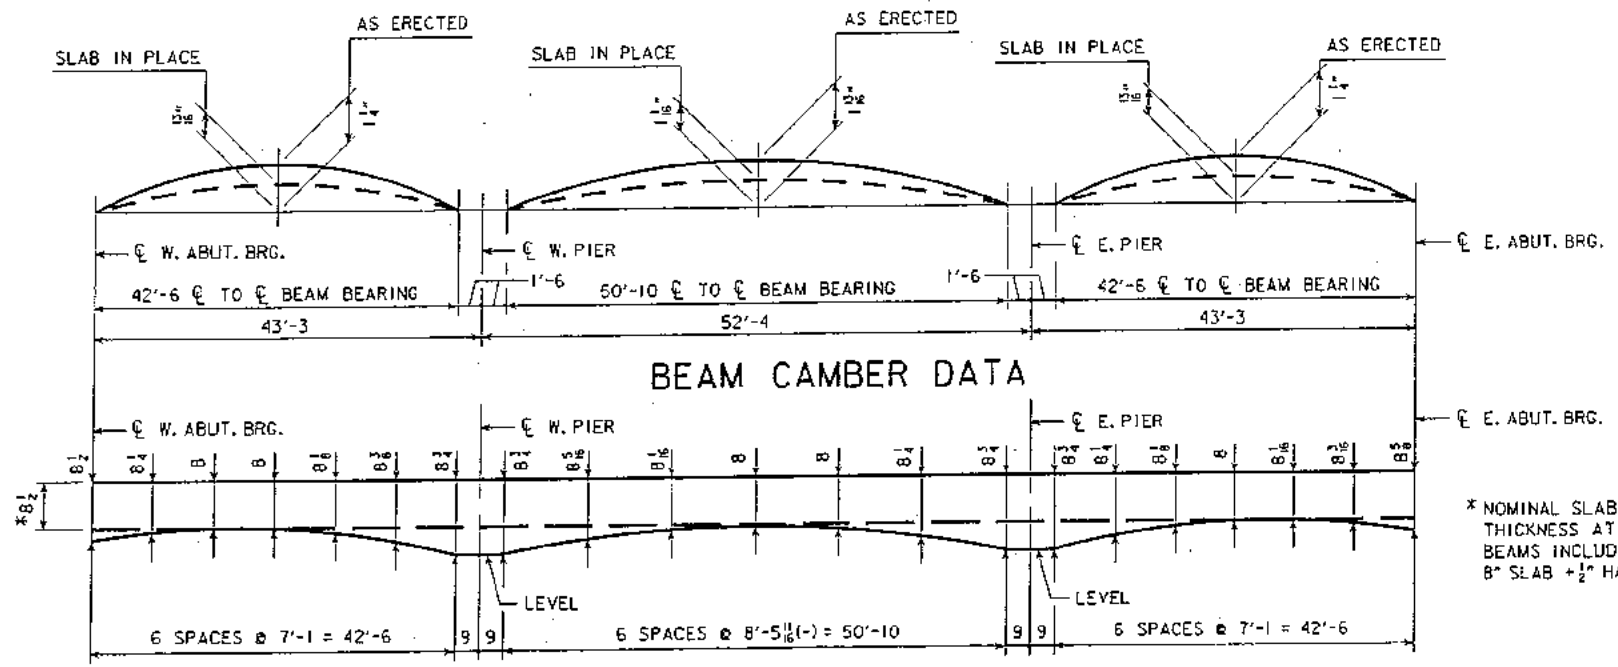 AS ERECTED
AS ERECTED
SLAB IN PLACE
SLAB IN PLACE
SLAB IN PLACE
AS ERECTED
13/16"
1 1/4"
1/16"
1 13/16"
13/16"
1 1/4"
℄ W. ABUT. BRG.
℄ W. PIER
℄ E. PIER
℄ E. ABUT. BRG.
1'-6
1'-6
42'-6 ℄ TO ℄ BEAM BEARING
50'-10 ℄ TO ℄ BEAM BEARING
42'-6 ℄ TO ℄ BEAM BEARING
43'-3
52'-4
43'-3
BEAM CAMBER DATA
℄ W. ABUT. BRG.
℄ W. PIER
℄ E. PIER
℄ E. ABUT. BRG.
8 1/2
8 1/4
8
8
8 1/8
8 3/8
8 3/4
8 3/4
8 5/16
8 1/16
8
8
8 1/4
8 3/4
8 3/4
8 1/4
8 1/8
8
8 1/16
8 3/16
8 5/8
*8 1/2
* NOMINAL SLAB
THICKNESS AT
BEAMS INCLUD
8" SLAB + 1/2" HA
LEVEL
LEVEL
6 SPACES @ 7'-1 = 42'-6
9
9
6 SPACES @ 8'-5 11/16(-) = 50'-10
9
9
6 SPACES @ 7'-1 = 42'-6